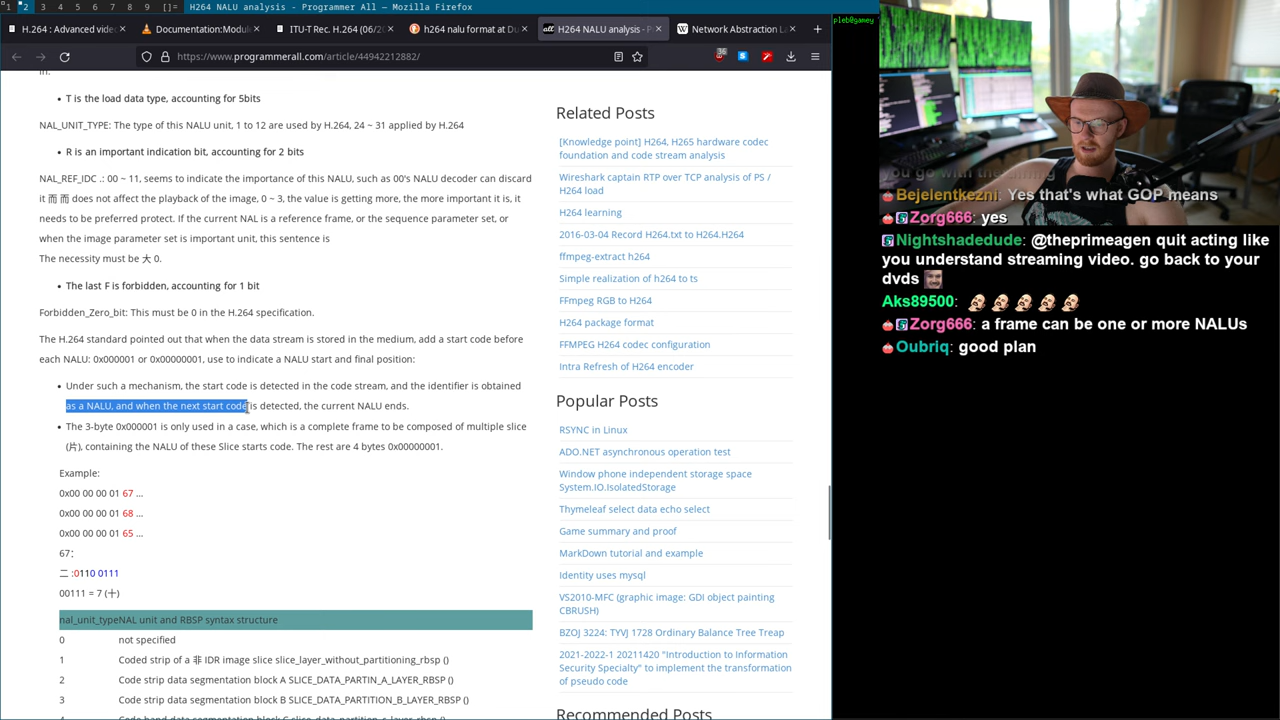 1 2 3 4 5 6 7 8 9 []= H264 NALU analysis - Programmer All — Mozilla Firefox
H.264 : Advanced video
Documentation:Modul
ITU-T Rec. H.264 (06/2
h264 nalu format at Du
H264 NALU analysis - P
Network Abstraction La
pleb@gamey
https://www.programmerall.com/article/44942212882/
36
in.
• T is the load data type, accounting for 5bits
NAL_UNIT_TYPE: The type of this NALU unit, 1 to 12 are used by H.264, 24 ~ 31 applied by H.264
• R is an important indication bit, accounting for 2 bits
NAL_REF_IDC .: 00 ~ 11, seems to indicate the importance of this NALU, such as 00's NALU decoder can discard
it 而 而 does not affect the playback of the image, 0 ~ 3, the value is getting more, the more important it is, it
needs to be preferred protect. If the current NAL is a reference frame, or the sequence parameter set, or
when the image parameter set is important unit, this sentence is
The necessity must be 大 0.
• The last F is forbidden, accounting for 1 bit
Forbidden_Zero_bit: This must be 0 in the H.264 specification.
The H.264 standard pointed out that when the data stream is stored in the medium, add a start code before
each NALU: 0x000001 or 0x00000001, use to indicate a NALU start and final position:
• Under such a mechanism, the start code is detected in the code stream, and the identifier is obtained
as a NALU, and when the next start code is detected, the current NALU ends.
• The 3-byte 0x000001 is only used in a case, which is a complete frame to be composed of multiple slice
(片), containing the NALU of these Slice starts code. The rest are 4 bytes 0x00000001.
Example:
0x00 00 00 01 67 ...
0x00 00 00 01 68 ...
0x00 00 00 01 65 ...
67：
二 :0110 0111
00111 = 7 (十)
nal_unit_typeNAL unit and RBSP syntax structure
0 not specified
1 Coded strip of a 非 IDR image slice slice_layer_without_partitioning_rbsp ()
2 Code strip data segmentation block A SLICE_DATA_PARTIN_A_LAYER_RBSP ()
3 Code strip data segmentation block B SLICE_DATA_PARTITION_B_LAYER_RBSP ()
Related Posts
[Knowledge point] H264, H265 hardware codec
foundation and code stream analysis
Wireshark captain RTP over TCP analysis of PS /
H264 load
H264 learning
2016-03-04 Record H264.txt to H264.H264
ffmpeg-extract h264
Simple realization of h264 to ts
FFmpeg RGB to H264
H264 package format
FFMPEG H264 codec configuration
Intra Refresh of H264 encoder
Popular Posts
RSYNC in Linux
ADO.NET asynchronous operation test
Window phone independent storage space
System.IO.IsolatedStorage
Thymeleaf select data echo select
Game summary and proof
MarkDown tutorial and example
Identity uses mysql
VS2010-MFC (graphic image: GDI object painting
CBRUSH)
BZOJ 3224: TYVJ 1728 Ordinary Balance Tree Treap
2021-2022-1 20211420 "Introduction to Information
Security Specialty" to implement the transformation
of pseudo code
Recommended Posts
you go with the
Bejelentkezni: Yes that's what GOP means
Zorg666: yes
Nightshadedude: @theprimeagen quit acting like
you understand streaming video. go back to your
dvds
Aks89500:
Zorg666: a frame can be one or more NALUs
Oubriq: good plan